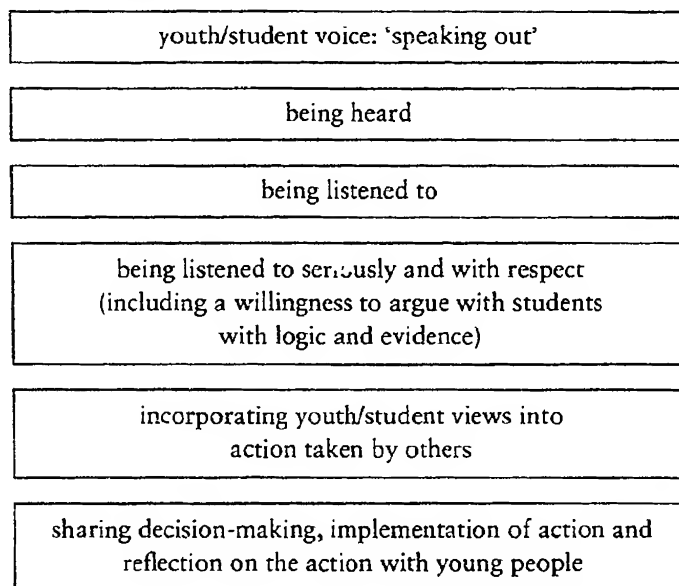 youth/student voice: 'speaking out'
being heard
being listened to
being listened to seriously and with respect
(including a willingness to argue with students
with logic and evidence)
incorporating youth/student views into
action taken by others
sharing decision-making, implementation of action and
reflection on the action with young people